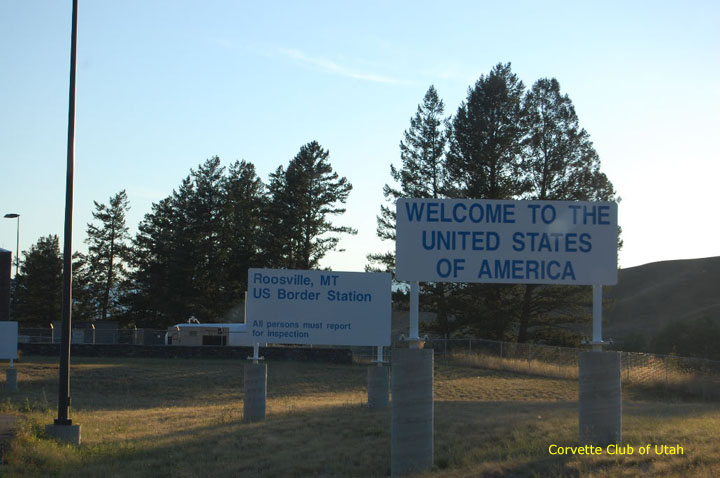 WELCOME TO THE
UNITED STATES
OF AMERICA
Roosville, MT
US Border Station
All persons must report
for inspection
Corvette Club of Utah